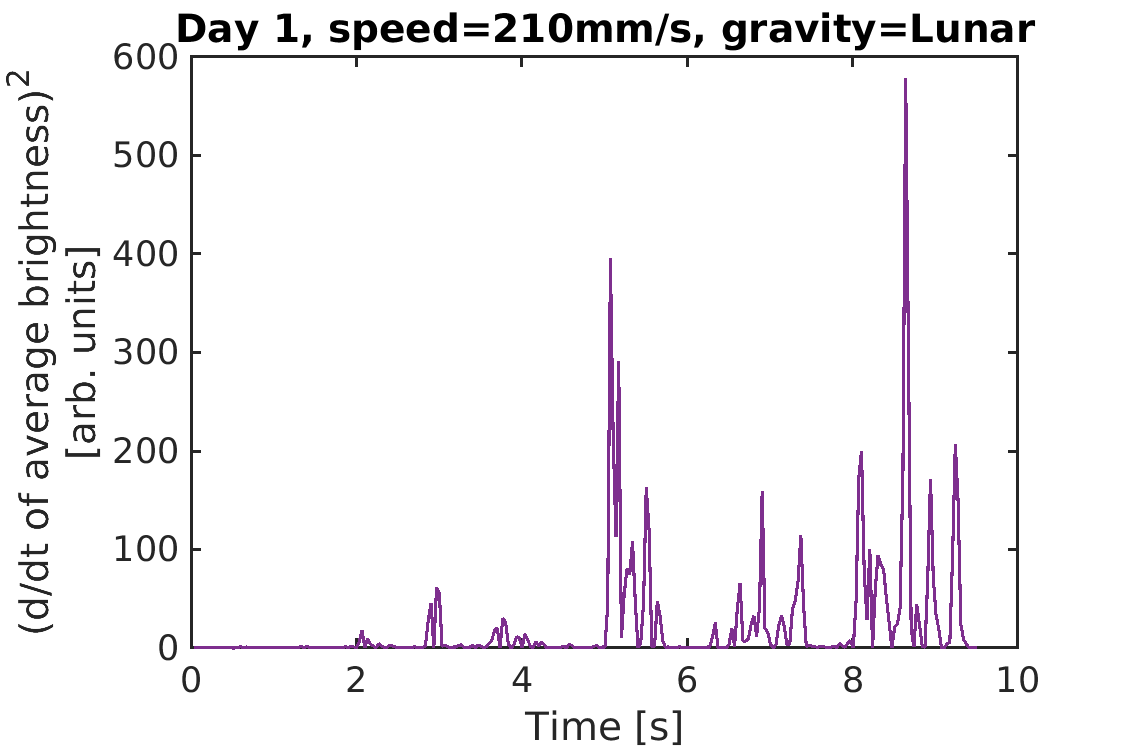 Day 1, speed=210mm/s, gravity=Lunar
(d/dt of average brightness)²
[arb. units]
600
500
400
300
200
100
0
0 2 4 6 8 10
Time [s]